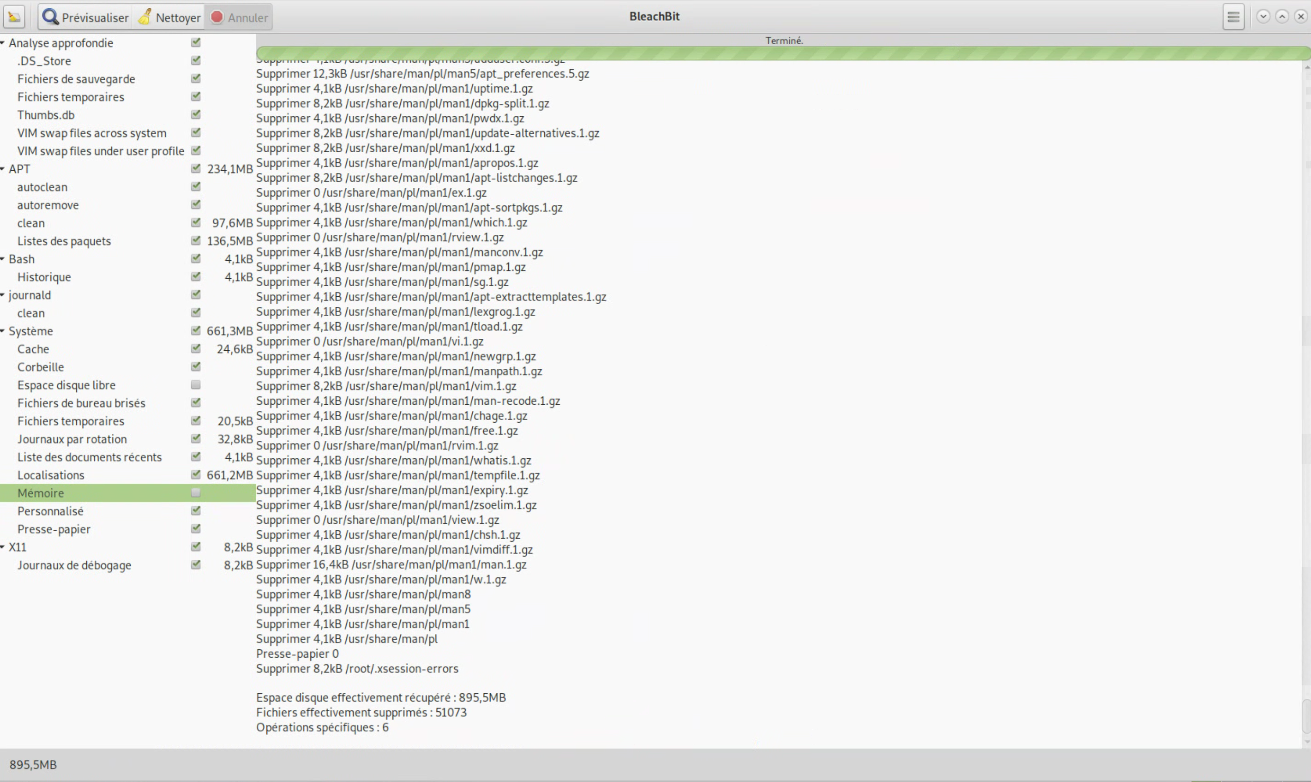 Prévisualiser Nettoyer Annuler BleachBit
Terminé.
Analyse approfondie
.DS_Store
Fichiers de sauvegarde
Fichiers temporaires
Thumbs.db
VIM swap files across system
VIM swap files under user profile
APT 234,1MB
autoclean
autoremove
clean 97,6MB
Listes des paquets 136,5MB
Bash 4,1kB
Historique 4,1kB
journald
clean
Système 661,3MB
Cache 24,6kB
Corbeille
Espace disque libre
Fichiers de bureau brisés
Fichiers temporaires 20,5kB
Journaux par rotation 32,8kB
Liste des documents récents 4,1kB
Localisations 661,2MB
Mémoire
Personnalisé
Presse-papier
X11 8,2kB
Journaux de débogage 8,2kB
Supprimer 4,1kB /usr/share/man/pl/man5/adduser.conf.5.gz
Supprimer 12,3kB /usr/share/man/pl/man5/apt_preferences.5.gz
Supprimer 4,1kB /usr/share/man/pl/man1/uptime.1.gz
Supprimer 8,2kB /usr/share/man/pl/man1/dpkg-split.1.gz
Supprimer 4,1kB /usr/share/man/pl/man1/pwdx.1.gz
Supprimer 8,2kB /usr/share/man/pl/man1/update-alternatives.1.gz
Supprimer 8,2kB /usr/share/man/pl/man1/xxd.1.gz
Supprimer 4,1kB /usr/share/man/pl/man1/apropos.1.gz
Supprimer 8,2kB /usr/share/man/pl/man1/apt-listchanges.1.gz
Supprimer 0 /usr/share/man/pl/man1/ex.1.gz
Supprimer 4,1kB /usr/share/man/pl/man1/apt-sortpkgs.1.gz
Supprimer 4,1kB /usr/share/man/pl/man1/which.1.gz
Supprimer 0 /usr/share/man/pl/man1/rview.1.gz
Supprimer 4,1kB /usr/share/man/pl/man1/manconv.1.gz
Supprimer 4,1kB /usr/share/man/pl/man1/pmap.1.gz
Supprimer 4,1kB /usr/share/man/pl/man1/sg.1.gz
Supprimer 4,1kB /usr/share/man/pl/man1/apt-extracttemplates.1.gz
Supprimer 4,1kB /usr/share/man/pl/man1/lexgrog.1.gz
Supprimer 4,1kB /usr/share/man/pl/man1/tload.1.gz
Supprimer 0 /usr/share/man/pl/man1/vi.1.gz
Supprimer 4,1kB /usr/share/man/pl/man1/newgrp.1.gz
Supprimer 4,1kB /usr/share/man/pl/man1/manpath.1.gz
Supprimer 8,2kB /usr/share/man/pl/man1/vim.1.gz
Supprimer 4,1kB /usr/share/man/pl/man1/man-recode.1.gz
Supprimer 4,1kB /usr/share/man/pl/man1/chage.1.gz
Supprimer 4,1kB /usr/share/man/pl/man1/free.1.gz
Supprimer 0 /usr/share/man/pl/man1/rvim.1.gz
Supprimer 4,1kB /usr/share/man/pl/man1/whatis.1.gz
Supprimer 4,1kB /usr/share/man/pl/man1/tempfile.1.gz
Supprimer 4,1kB /usr/share/man/pl/man1/expiry.1.gz
Supprimer 4,1kB /usr/share/man/pl/man1/zsoelim.1.gz
Supprimer 0 /usr/share/man/pl/man1/view.1.gz
Supprimer 4,1kB /usr/share/man/pl/man1/chsh.1.gz
Supprimer 4,1kB /usr/share/man/pl/man1/vimdiff.1.gz
Supprimer 16,4kB /usr/share/man/pl/man1/man.1.gz
Supprimer 4,1kB /usr/share/man/pl/man1/w.1.gz
Supprimer 4,1kB /usr/share/man/pl/man8
Supprimer 4,1kB /usr/share/man/pl/man5
Supprimer 4,1kB /usr/share/man/pl/man1
Supprimer 4,1kB /usr/share/man/pl
Presse-papier 0
Supprimer 8,2kB /root/.xsession-errors
Espace disque effectivement récupéré : 895,5MB
Fichiers effectivement supprimés : 51073
Opérations spécifiques : 6
895,5MB